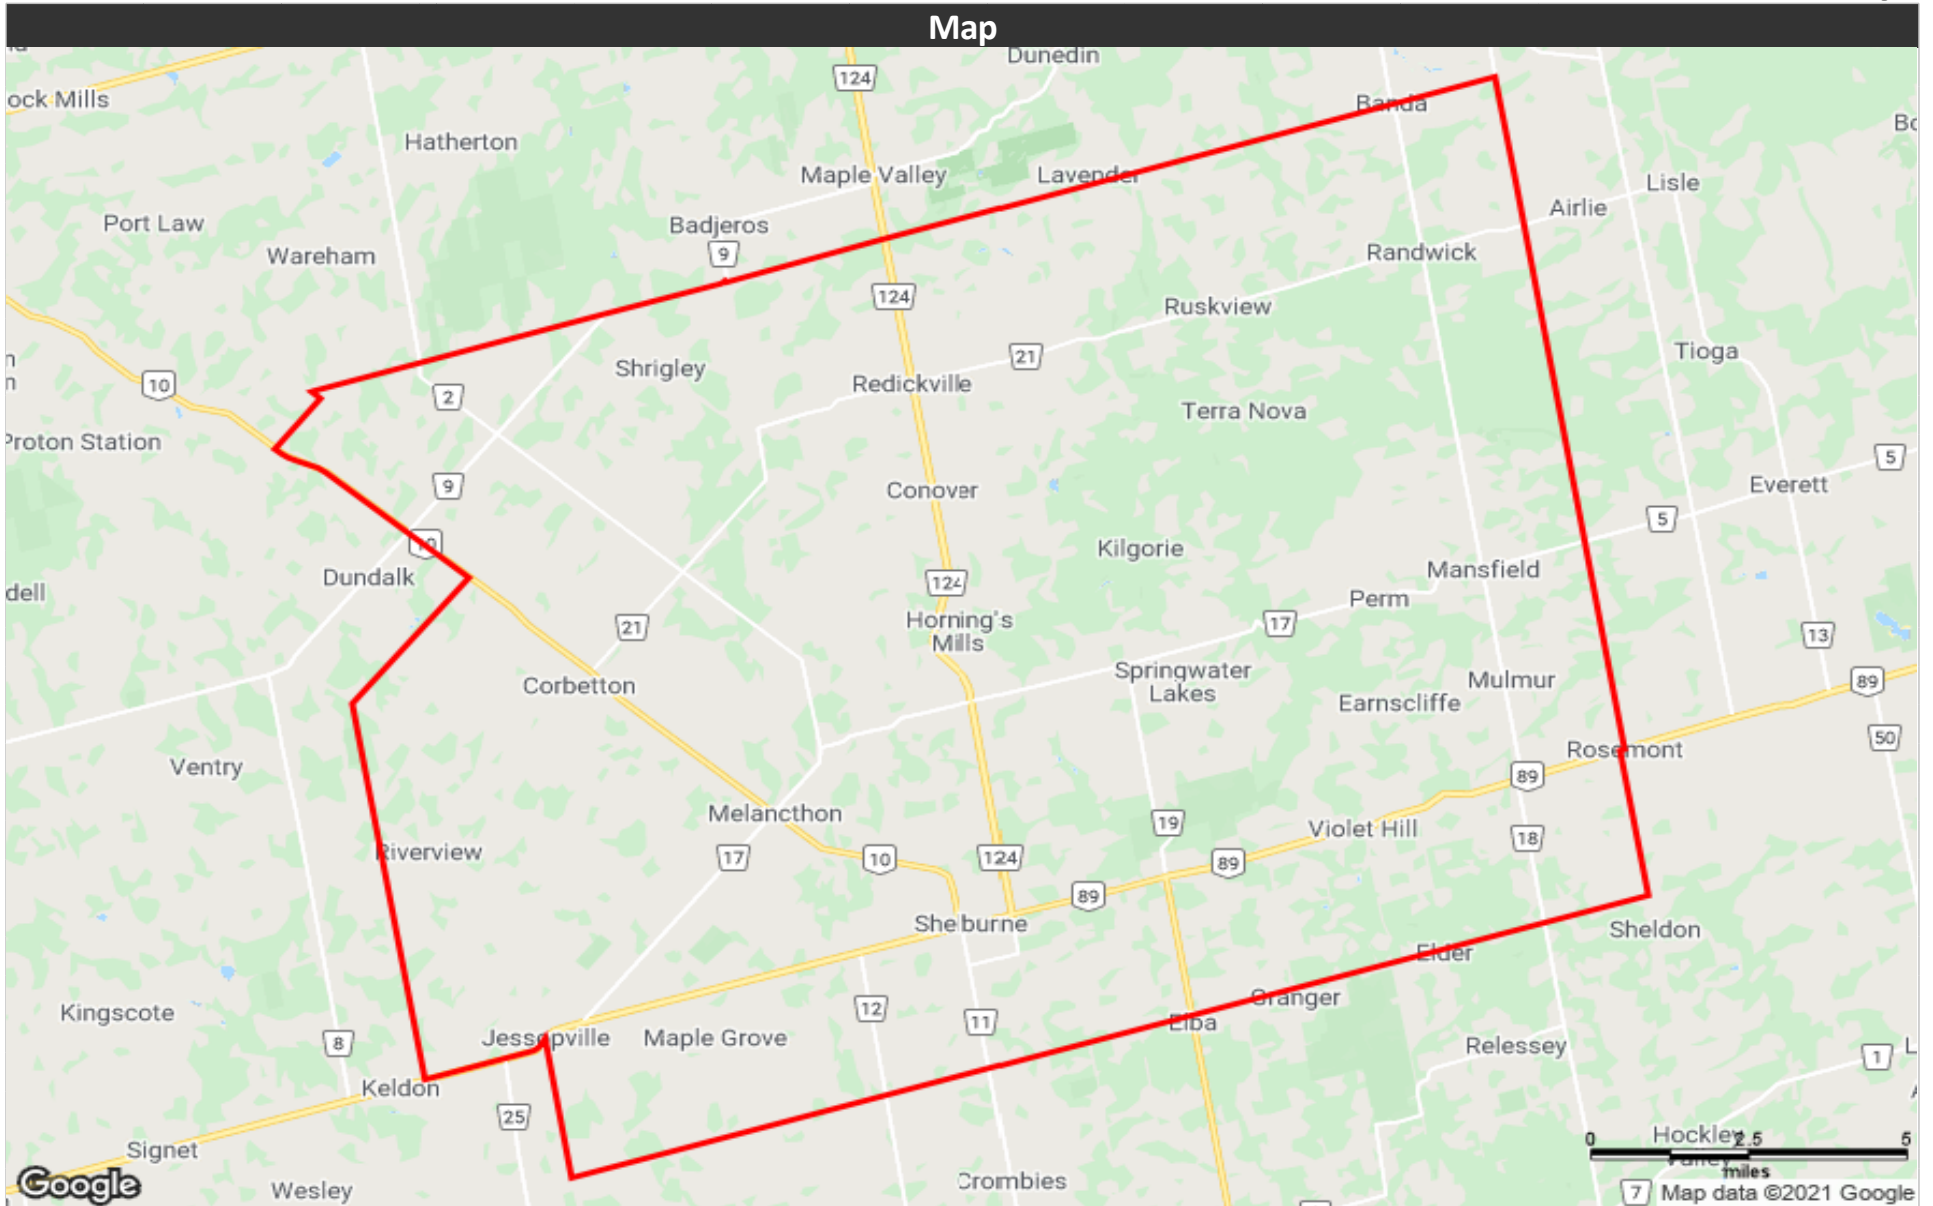 Map
Dunedin
124
ock Mills
Banda
Hatherton
Maple Valley
Lavender
Lisle
Airlie
Port Law
Badjeros
9
Wareham
Randwick
124
Ruskview
Shrigley
21
Tioga
10
2
Redickville
Terra Nova
Proton Station
5
9
Conover
Everett
5
10
Kilgorie
Dundalk
Mansfield
124
dell
Perm
21
Horning's
Mills
17
13
Springwater
Lakes
Corbetton
Mulmur
89
Earnscliffe
50
Ventry
Rosemont
89
Melancthon
19
Violet Hill
18
Riverview
17
10
124
89
89
Shelburne
Sheldon
Elder
Granger
Kingscote
12
11
Elba
8
Jessopville
Maple Grove
Relessey
1
Keldon
25
Signet
Hockley
Valley
0
2.5
5
miles
Google
Wesley
Crombies
7
Map data ©2021 Google